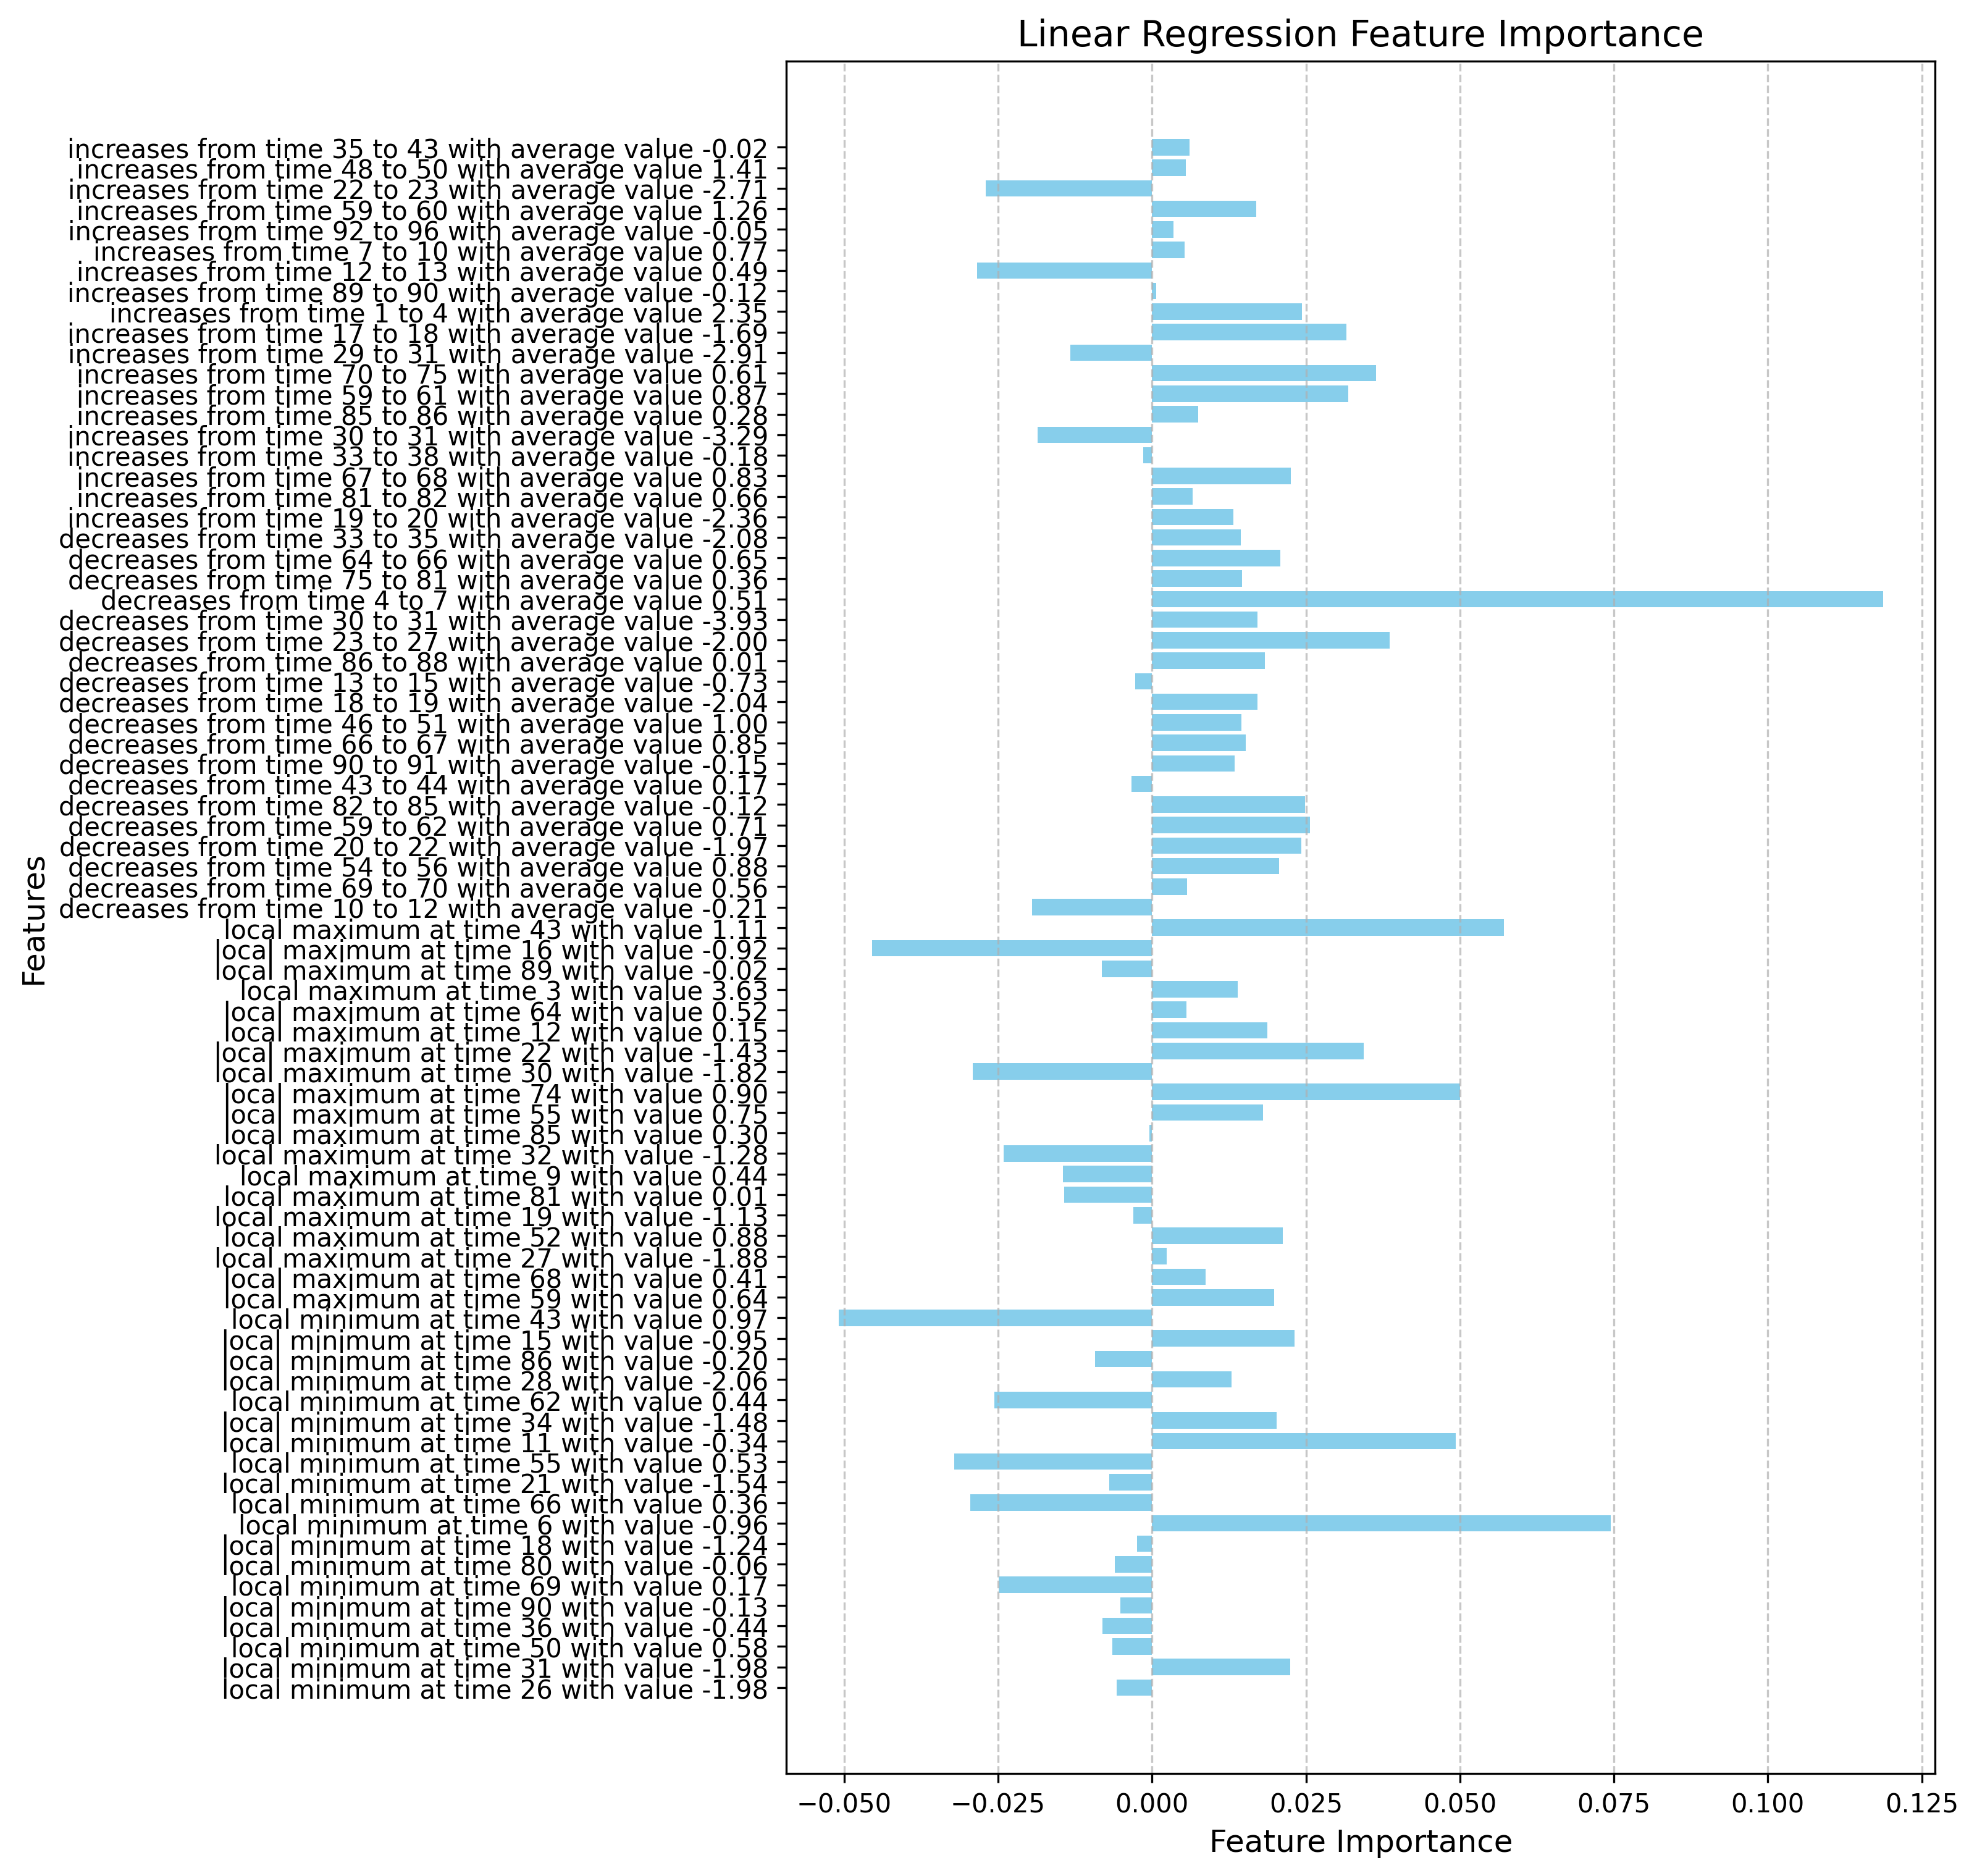 Linear Regression Feature Importance
increases from time 35 to 43 with average value -0.02
increases from time 48 to 50 with average value 1.41
increases from time 22 to 23 with average value -2.71
increases from time 59 to 60 with average value 1.26
increases from time 92 to 96 with average value -0.05
increases from time 7 to 10 with average value 0.77
increases from time 12 to 13 with average value 0.49
increases from time 89 to 90 with average value -0.12
increases from time 1 to 4 with average value 2.35
increases from time 17 to 18 with average value -1.69
increases from time 29 to 31 with average value -2.91
increases from time 70 to 75 with average value 0.61
increases from time 59 to 61 with average value 0.87
increases from time 85 to 86 with average value 0.28
increases from time 30 to 31 with average value -3.29
increases from time 33 to 38 with average value -0.18
increases from time 67 to 68 with average value 0.83
increases from time 81 to 82 with average value 0.66
increases from time 19 to 20 with average value -2.36
decreases from time 33 to 35 with average value -2.08
decreases from time 64 to 66 with average value 0.65
decreases from time 75 to 81 with average value 0.36
decreases from time 4 to 7 with average value 0.51
decreases from time 30 to 31 with average value -3.93
decreases from time 23 to 27 with average value -2.00
decreases from time 86 to 88 with average value 0.01
decreases from time 13 to 15 with average value -0.73
decreases from time 18 to 19 with average value -2.04
decreases from time 46 to 51 with average value 1.00
decreases from time 66 to 67 with average value 0.85
decreases from time 90 to 91 with average value -0.15
decreases from time 43 to 44 with average value 0.17
decreases from time 82 to 85 with average value -0.12
decreases from time 59 to 62 with average value 0.71
decreases from time 20 to 22 with average value -1.97
decreases from time 54 to 56 with average value 0.88
decreases from time 69 to 70 with average value 0.56
decreases from time 10 to 12 with average value -0.21
local maximum at time 43 with value 1.11
local maximum at time 16 with value -0.92
local maximum at time 89 with value -0.02
local maximum at time 3 with value 3.63
local maximum at time 64 with value 0.52
local maximum at time 12 with value 0.15
local maximum at time 22 with value -1.43
local maximum at time 30 with value -1.82
local maximum at time 74 with value 0.90
local maximum at time 55 with value 0.75
local maximum at time 85 with value 0.30
local maximum at time 32 with value -1.28
local maximum at time 9 with value 0.44
local maximum at time 81 with value 0.01
local maximum at time 19 with value -1.13
local maximum at time 52 with value 0.88
local maximum at time 27 with value -1.88
local maximum at time 68 with value 0.41
local maximum at time 59 with value 0.64
local minimum at time 43 with value 0.97
local minimum at time 15 with value -0.95
local minimum at time 86 with value -0.20
local minimum at time 28 with value -2.06
local minimum at time 62 with value 0.44
local minimum at time 34 with value -1.48
local minimum at time 11 with value -0.34
local minimum at time 55 with value 0.53
local minimum at time 21 with value -1.54
local minimum at time 66 with value 0.36
local minimum at time 6 with value -0.96
local minimum at time 18 with value -1.24
local minimum at time 80 with value -0.06
local minimum at time 69 with value 0.17
local minimum at time 90 with value -0.13
local minimum at time 36 with value -0.44
local minimum at time 50 with value 0.58
local minimum at time 31 with value -1.98
local minimum at time 26 with value -1.98
Features
−0.050 −0.025 0.000 0.025 0.050 0.075 0.100 0.125
Feature Importance